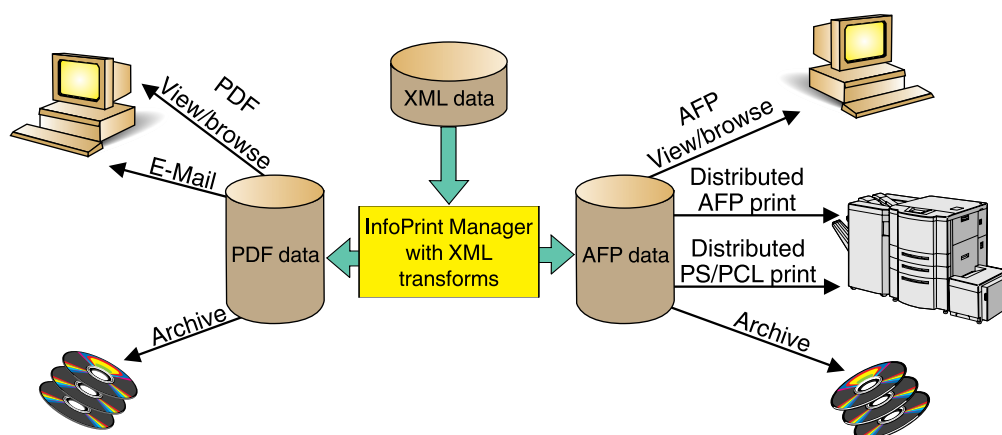 XML data
PDF
View/browse
E-Mail
PDF data
Archive
InfoPrint Manager
with XML
transforms
AFP
View/browse
Distributed
AFP print
Distributed
PS/PCL print
AFP data
Archive